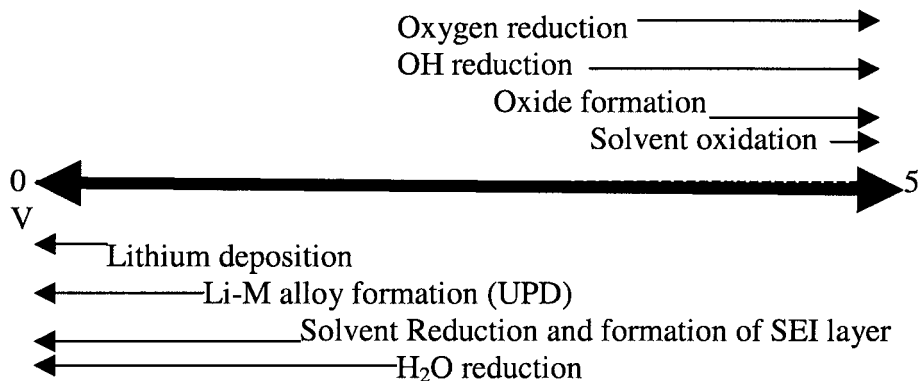 Oxygen reduction
OH reduction
Oxide formation
Solvent oxidation
0 5
V
Lithium deposition
Li-M alloy formation (UPD)
Solvent Reduction and formation of SEI layer
H₂O reduction